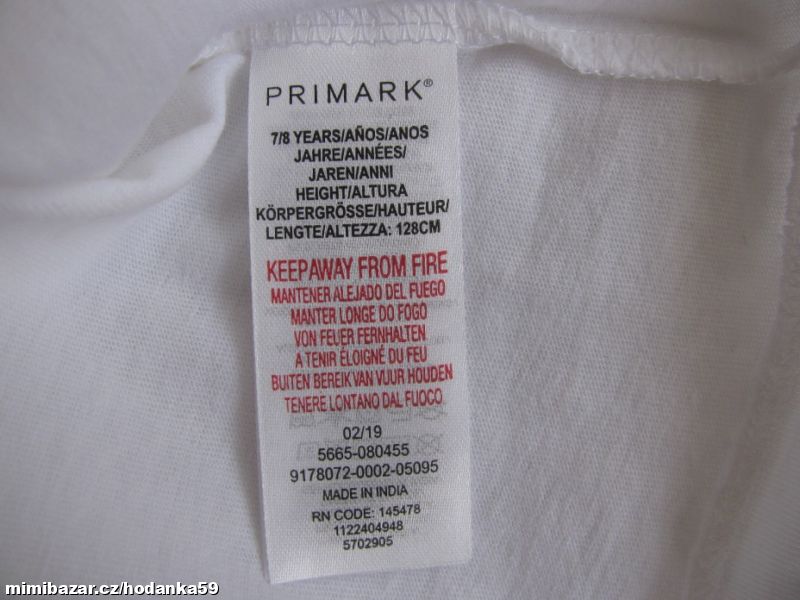 PRIMARK®
7/8 YEARS/AÑOS/ANOS
JAHRE/ANNÉES/
JAREN/ANNI
HEIGHT/ALTURA
KÖRPERGRÖSSE/HAUTEUR/
LENGTE/ALTEZZA: 128CM
KEEP AWAY FROM FIRE
MANTENER ALEJADO DEL FUEGO
MANTER LONGE DO FOGO
VON FEUER FERNHALTEN
A TENIR ÉLOIGNÉ DU FEU
BUITEN BEREIK VAN VUUR HOUDEN
TENERE LONTANO DAL FUOCO
02/19
5665-080455
9178072-0002-05095
MADE IN INDIA
RN CODE: 145478
1122404948
5702905
mimibazar.cz/hodanka59